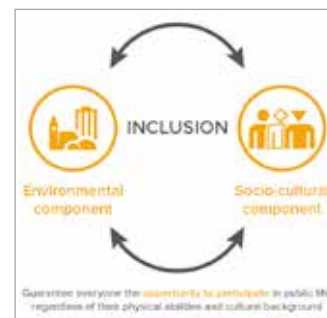 INCLUSION
Environmental
component
Socio-cultural
component
Guarantee everyone the opportunity to participate in public life
regardless of their physical abilities and cultural background